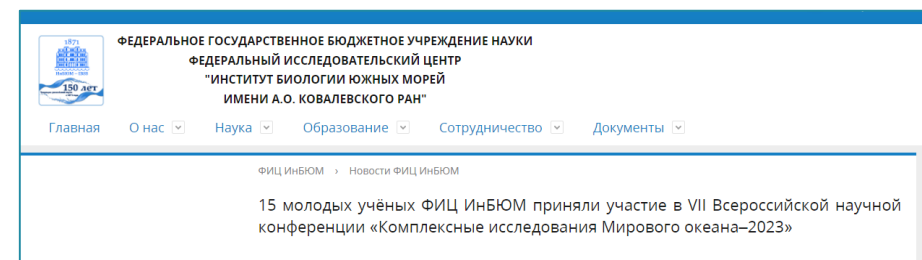 1871
150 лет
ФЕДЕРАЛЬНОЕ ГОСУДАРСТВЕННОЕ БЮДЖЕТНОЕ УЧРЕЖДЕНИЕ НАУКИ
ФЕДЕРАЛЬНЫЙ ИССЛЕДОВАТЕЛЬСКИЙ ЦЕНТР
"ИНСТИТУТ БИОЛОГИИ ЮЖНЫХ МОРЕЙ
ИМЕНИ А.О. КОВАЛЕВСКОГО РАН"
Главная О нас Наука Образование Сотрудничество Документы
ФИЦ ИнБЮМ › Новости ФИЦ ИнБЮМ
15 молодых учёных ФИЦ ИнБЮМ приняли участие в VII Всероссийской научной
конференции «Комплексные исследования Мирового океана–2023»